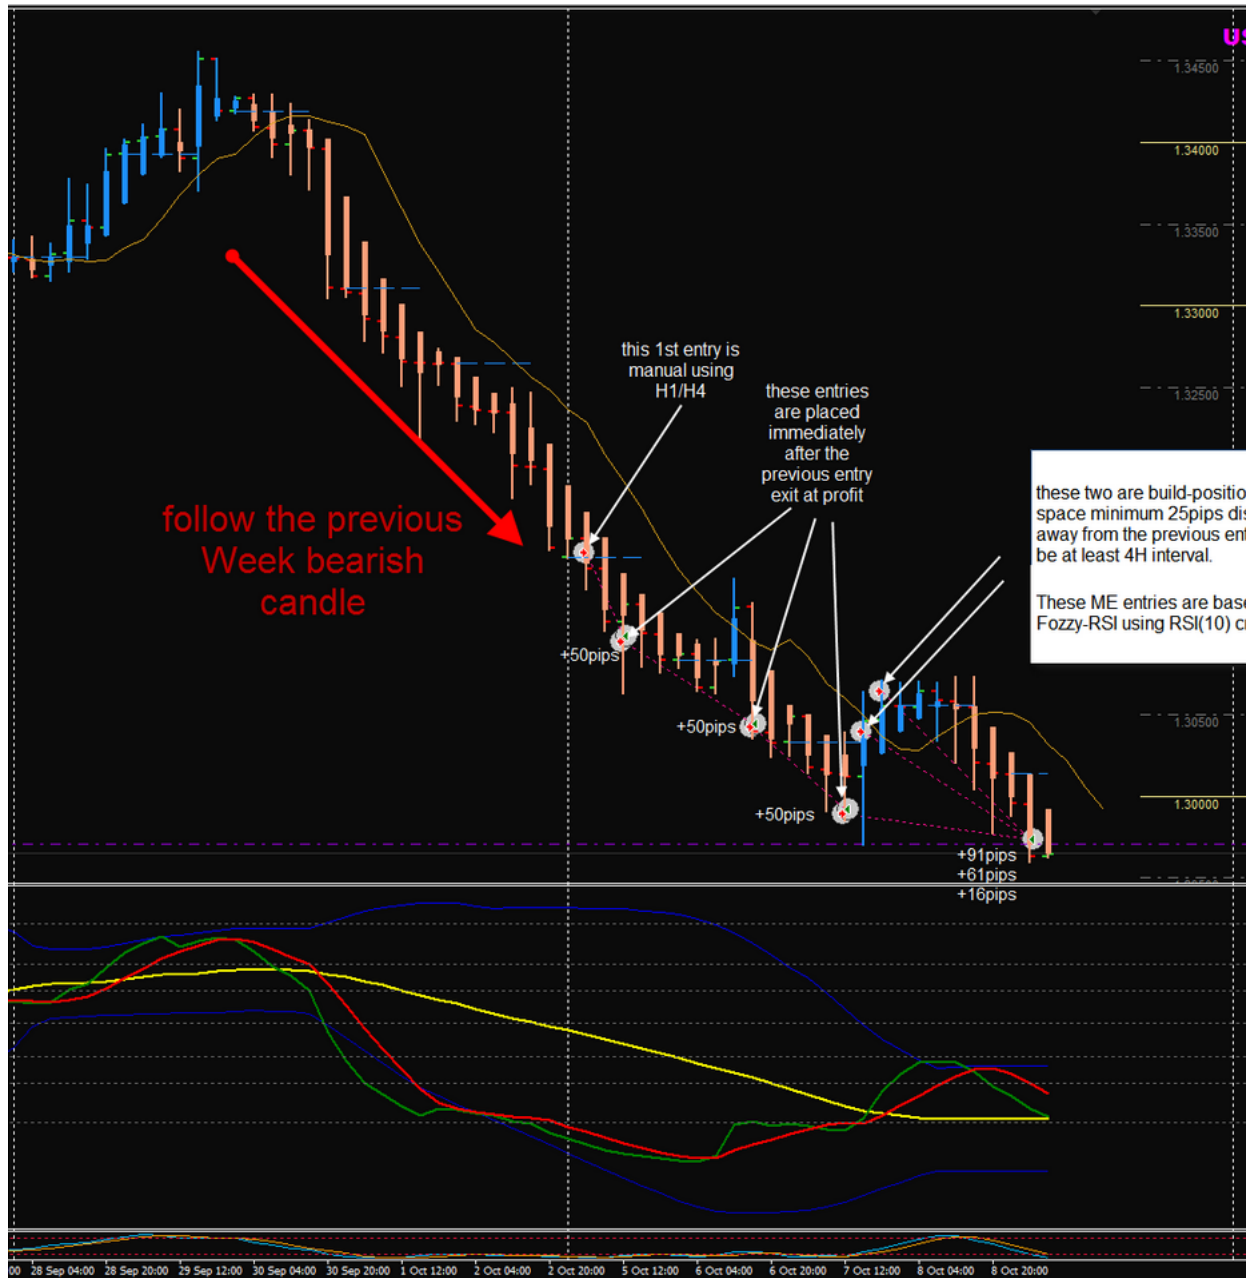 US
1.34500
1.34000
1.33500
1.33000
1.32500
this 1st entry is
manual using
H1/H4
these entries
are placed
immediately
after the
previous entry
exit at profit
follow the previous
Week bearish
candle
these two are build-positio
space minimum 25pips dis
away from the previous ent
be at least 4H interval.
These ME entries are base
Fozzy-RSI using RSI(10) cr
+50pips
+50pips
+50pips
1.30500
1.30000
+91pips
+61pips
+16pips
00 28 Sep 04:00 28 Sep 20:00 29 Sep 12:00 30 Sep 04:00 30 Sep 20:00 1 Oct 12:00 2 Oct 04:00 2 Oct 20:00 5 Oct 12:00 6 Oct 04:00 6 Oct 20:00 7 Oct 12:00 8 Oct 04:00 8 Oct 20:00